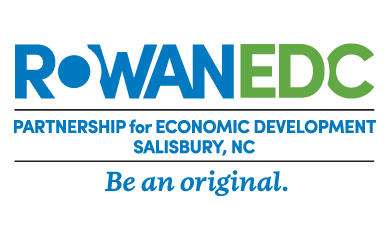 ROWANEDC
PARTNERSHIP for ECONOMIC DEVELOPMENT
SALISBURY, NC
Be an original.